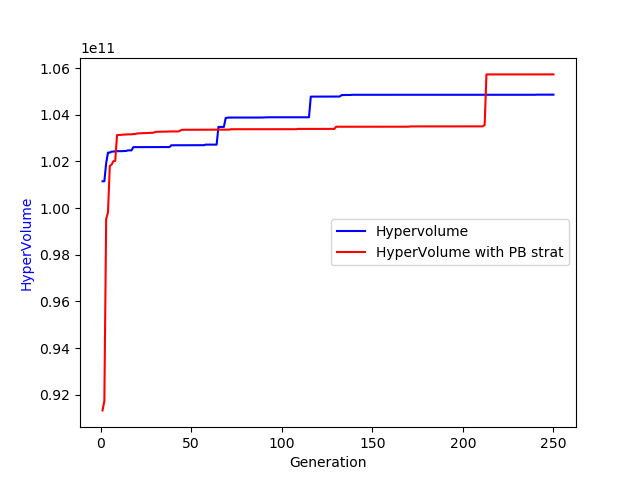 1e11
1.06
1.04
1.02
1.00
0.98
0.96
0.94
0.92
HyperVolume
Hypervolume
HyperVolume with PB strat
0 50 100 150 200 250
Generation